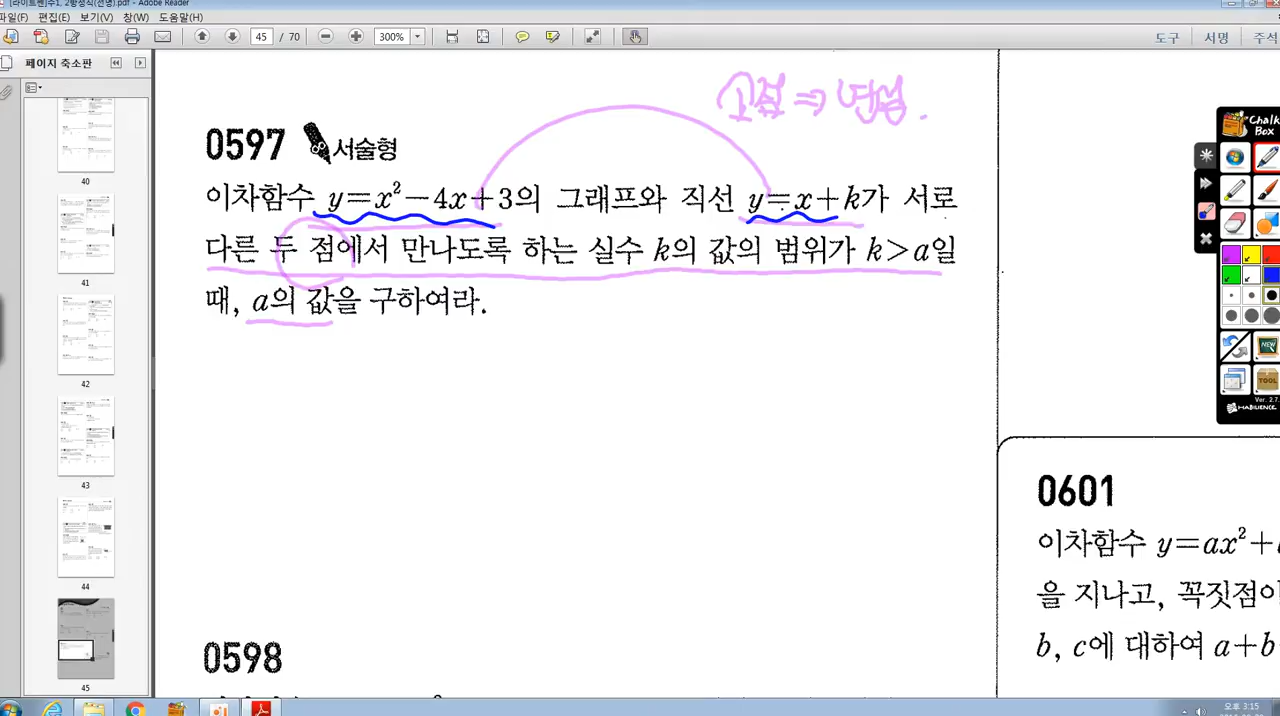 [라이트쎈]수1, 2방정식(선생).pdf - Adobe Reader
파일(F) 편집(E) 보기(V) 창(W) 도움말(H)
45 / 70 300% 도구 서명 주석
페이지 축소판
40
41
42
43
44
45
교점 ⇒
0597 서술형
이차함수 y=x²-4x+3의 그래프와 직선 y=x+k가 서로
다른 두 점에서 만나도록 하는 실수 k의 값의 범위가 k>a일
때, a의 값을 구하여라.
0598
0601
이차함수 y=ax²+
을 지나고, 꼭짓점이
b, c에 대하여 a+b
Chalk
Box
NEW
TOOL
Ver. 2.7
HABILIENCE
오후 3:15